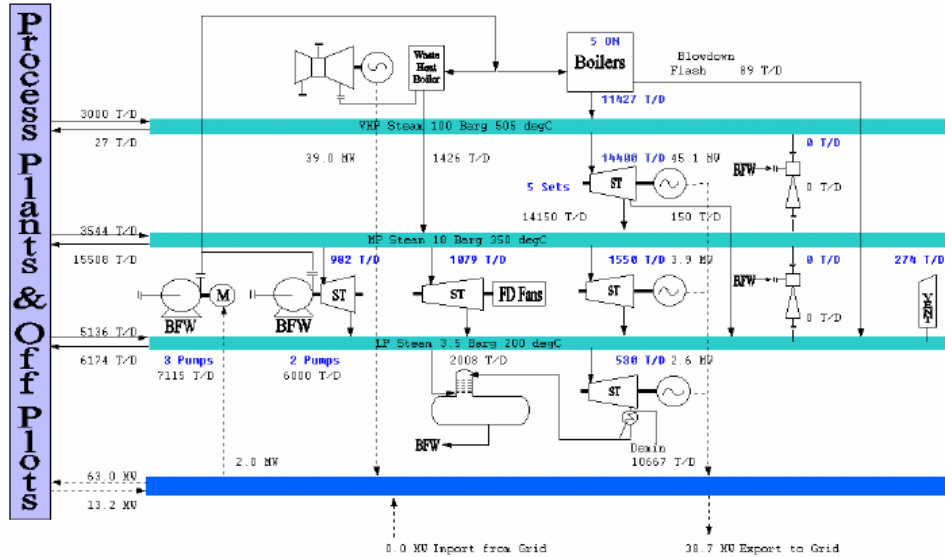 Process Plants & Off Plots
5 ON
Boilers
Waste
Heat
Boiler
Blowdown
Flash 89 T/D
11427 T/D
3000 T/D
VHP Steam 100 Barg 505 degC
27 T/D
0 T/D
39.0 MW
1426 T/D
14400 T/D
45.1 MW
BFW
ST
5 Sets
0 T/D
14150 T/D
150 T/D
3544 T/D
MP Steam 18 Barg 350 degC
15508 T/D
982 T/D
1079 T/D
1550 T/D
3.9 MW
0 T/D
274 T/D
BFW
M
ST
ST
FD Fans
ST
VENT
BFW
BFW
0 T/D
5136 T/D
LP Steam 3.5 Barg 200 degC
6174 T/D
3 Pumps
2 Pumps
2008 T/D
530 T/D
2.6 MW
7115 T/D
6000 T/D
ST
BFW
Demin
10667 T/D
2.0 MW
63.0 MW
13.2 MW
0.0 MW Import from Grid
38.7 MW Export to Grid